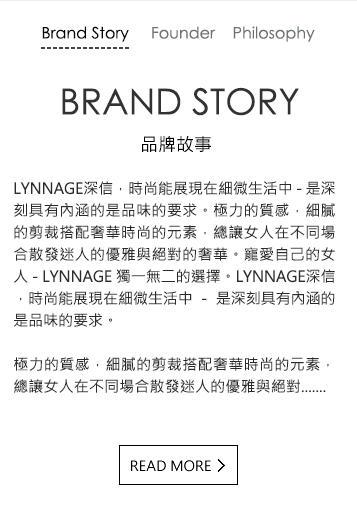 Brand Story Founder Philosophy
BRAND STORY
品牌故事
LYNNAGE深信，時尚能展現在細微生活中 - 是深
刻具有內涵的是品味的要求。極力的質感，細膩
的剪裁搭配奢華時尚的元素，總讓女人在不同場
合散發迷人的優雅與絕對的奢華。寵愛自己的女
人 - LYNNAGE 獨一無二的選擇。LYNNAGE深信
，時尚能展現在細微生活中 - 是深刻具有內涵的
是品味的要求。
極力的質感，細膩的剪裁搭配奢華時尚的元素，
總讓女人在不同場合散發迷人的優雅與絕對.......
READ MORE >